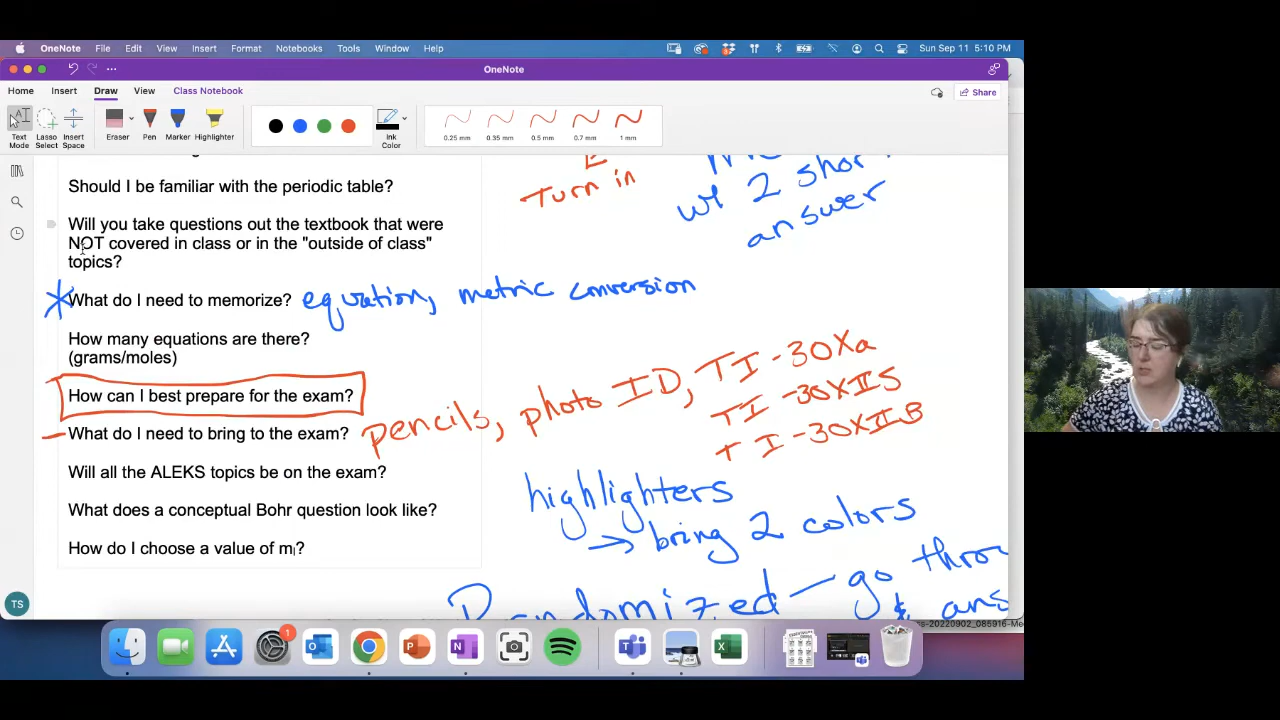 OneNote File Edit View Insert Format Notebooks Tools Window Help Sun Sep 11 5:10 PM
OneNote
Home Insert Draw View Class Notebook Share
Text Mode Lasso Select Insert Space Eraser Pen Marker Highlighter Ink Color 0.25 mm 0.35 mm 0.5 mm 0.7 mm 1 mm
Should I be familiar with the periodic table?
Turn in
w/ 2 shor
answer
Will you take questions out the textbook that were
NOT covered in class or in the "outside of class"
topics?
*What do I need to memorize? equation, metric conversion
How many equations are there?
(grams/moles)
How can I best prepare for the exam?
What do I need to bring to the exam? pencils, photo ID, TI-30Xa
TI-30XIIS
TI-30XIIB
Will all the ALEKS topics be on the exam?
highlighters
→ bring 2 colors
What does a conceptual Bohr question look like?
How do I choose a value of mₗ?
Randomized — go throu
& ans
TS
1